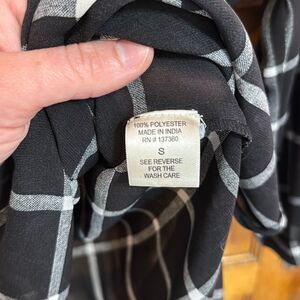 100% POLYESTER
MADE IN INDIA
RN # 137360
S
SEE REVERSE
FOR THE
WASH CARE